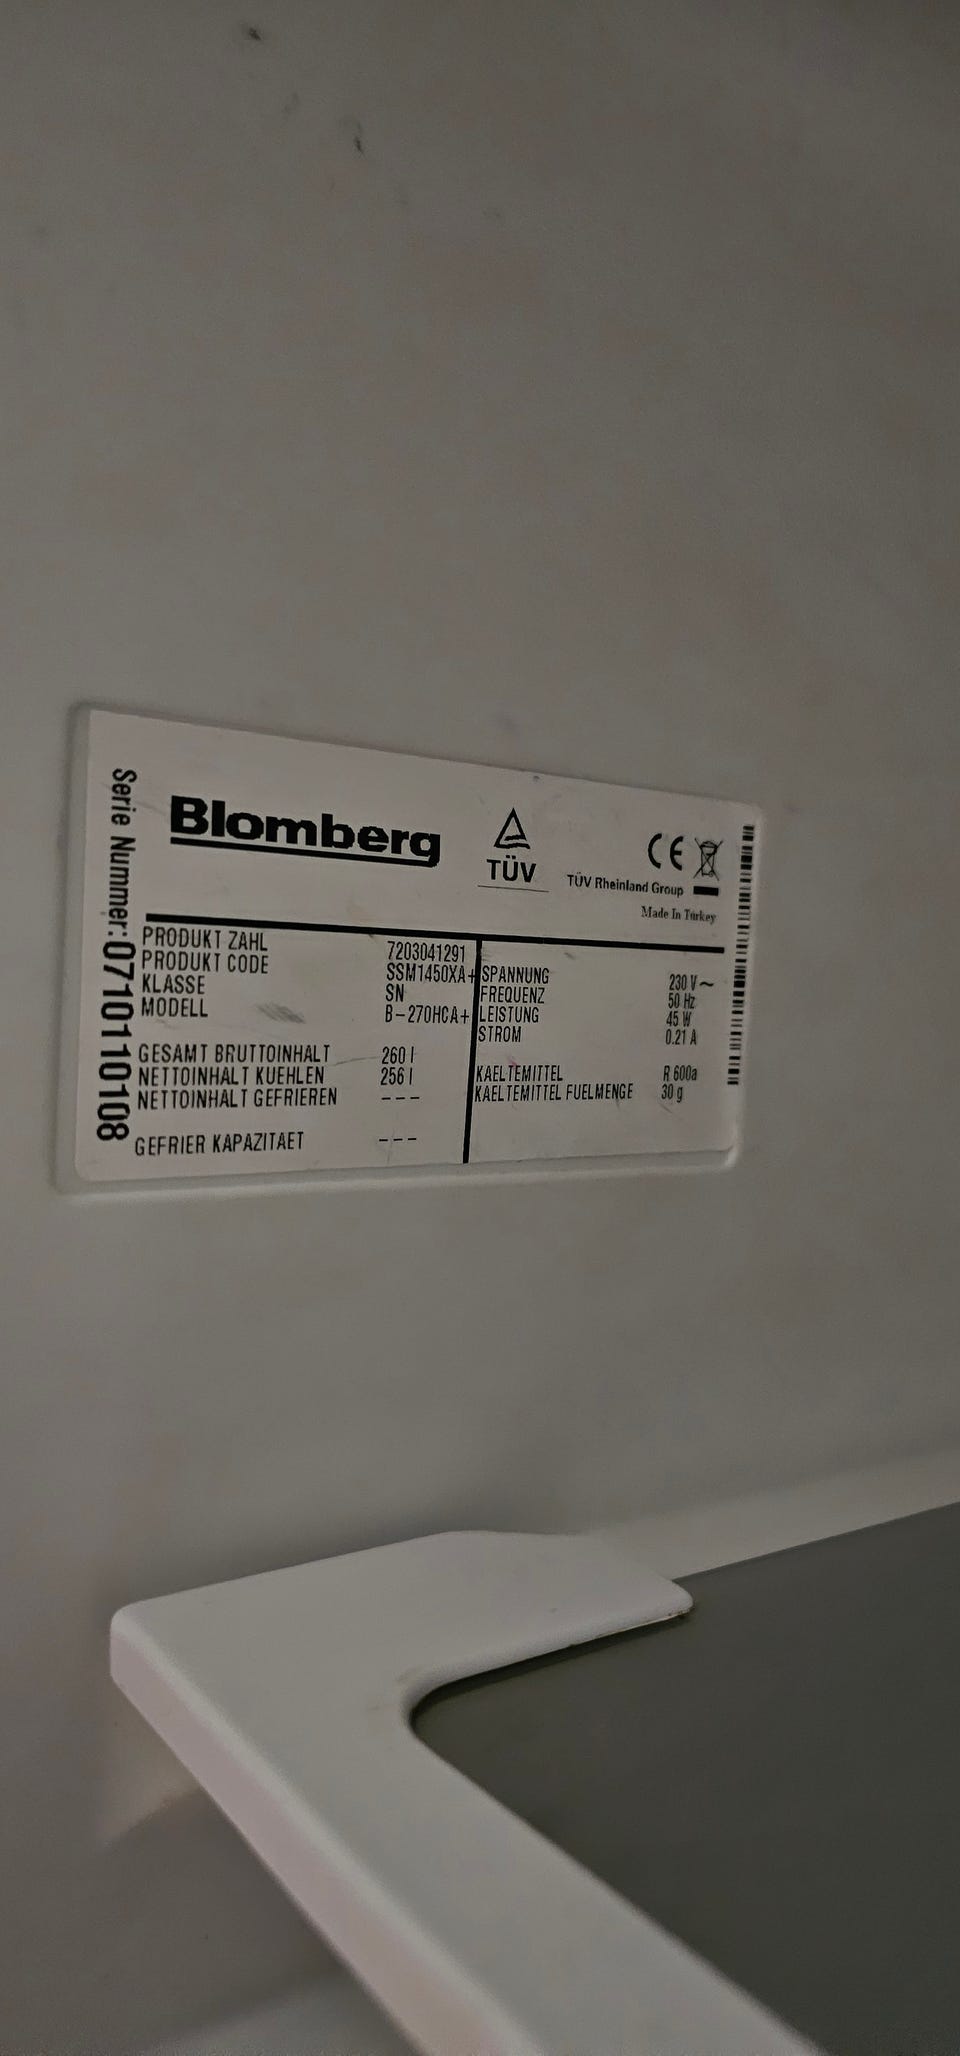 Serie Nummer:07101110108
Blomberg
TÜV
TÜV Rheinland Group
CE
Made In Turkey
PRODUKT ZAHL 7203041291
PRODUKT CODE SSM1450XA+
KLASSE SN
MODELL B-270HCA+
GESAMT BRUTTOINHALT 260 l
NETTOINHALT KUEHLEN 256 l
NETTOINHALT GEFRIEREN ---
GEFRIER KAPAZITAET ---
SPANNUNG 230 V~
FREQUENZ 50 Hz
LEISTUNG 45 W
STROM 0.21 A
KAELTEMITTEL R 600a
KAELTEMITTEL FUELMENGE 30 g